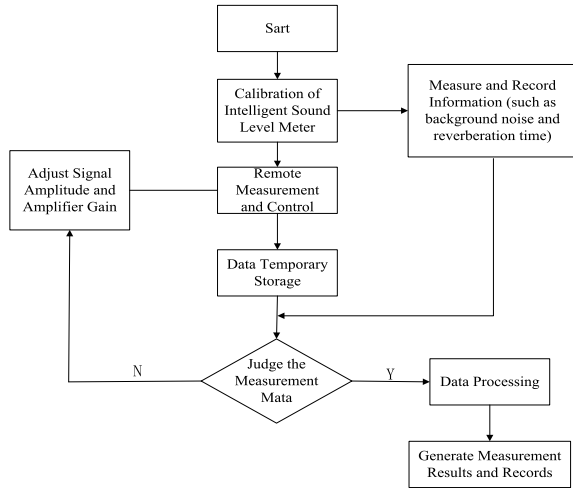 Sart
Calibration of
Intelligent Sound
Level Meter
Measure and Record
Information (such as
background noise and
reverberation time)
Adjust Signal
Amplitude and
Amplifier Gain
Remote
Measurement
and Control
Data Temporary
Storage
Judge the
Measurement
Mata
N
Y
Data Processing
Generate Measurement
Results and Records